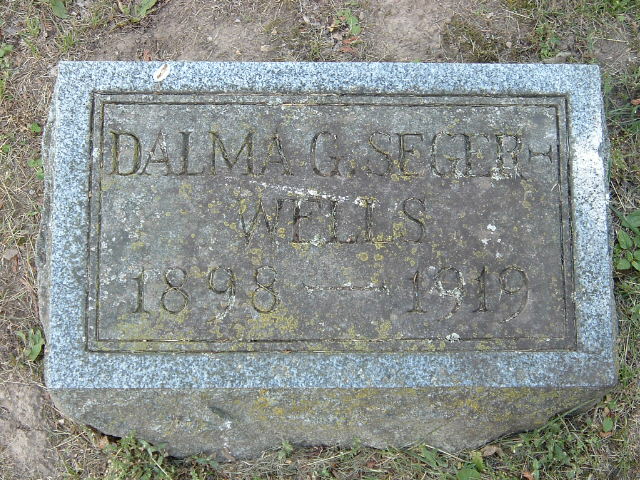 DALMA G. SEGER-
WELLS
1898 — 1919